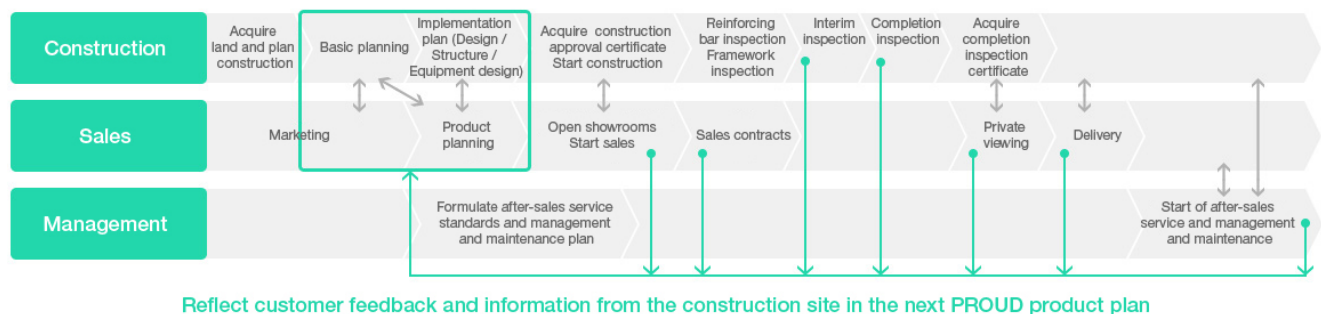 Construction
Acquire
land and plan
construction
Basic planning
Implementation
plan (Design /
Structure /
Equipment design)
Acquire construction
approval certificate
Start construction
Reinforcing
bar inspection
Framework
inspection
Interim
inspection
Completion
inspection
Acquire
completion
inspection
certificate
Sales
Marketing
Product
planning
Open showrooms
Start sales
Sales contracts
Private
viewing
Delivery
Management
Formulate after-sales service
standards and management
and maintenance plan
Start of after-sales
service and management
and maintenance
Reflect customer feedback and information from the construction site in the next PROUD product plan